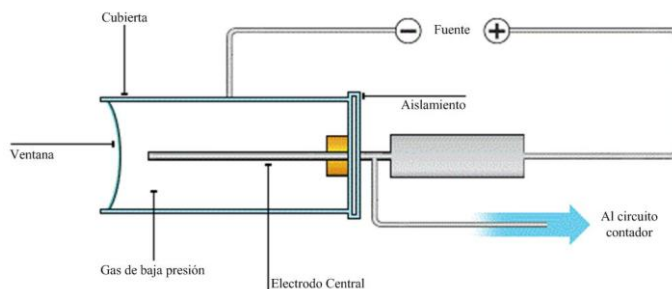 Cubierta
− Fuente +
Aislamiento
Ventana
Al circuito
contador
Gas de baja presión
Electrodo Central